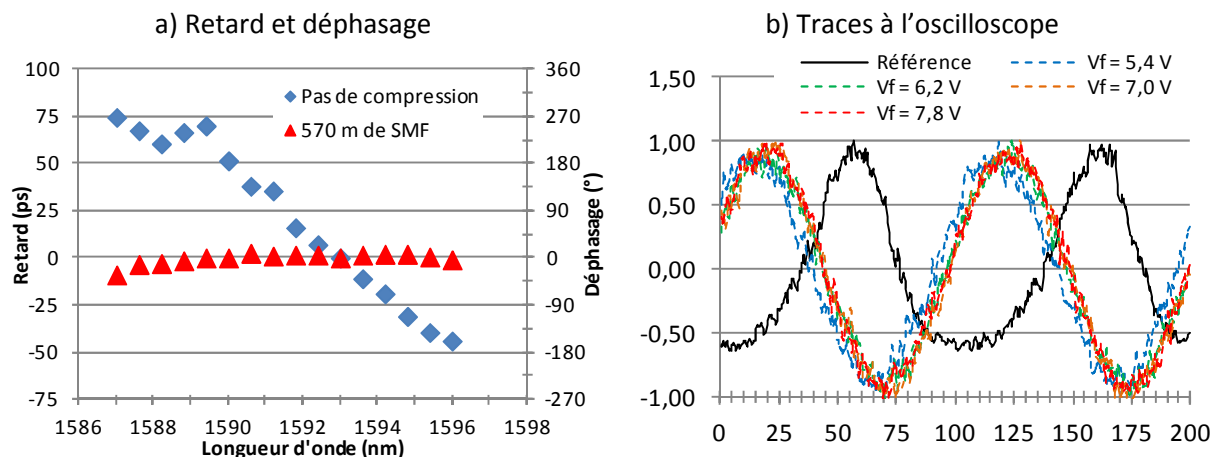 a) Retard et déphasage
100
75
50
25
0
-25
-50
-75
Retard (ps)
Pas de compression
570 m de SMF
360
270
180
90
0
-90
-180
-270
Déphasage (°)
1586 1588 1590 1592 1594 1596 1598
Longueur d'onde (nm)
b) Traces à l'oscilloscope
Référence Vf = 5,4 V
Vf = 6,2 V Vf = 7,0 V
Vf = 7,8 V
1,50
1,00
0,50
0,00
-0,50
-1,00
0 25 50 75 100 125 150 175 200